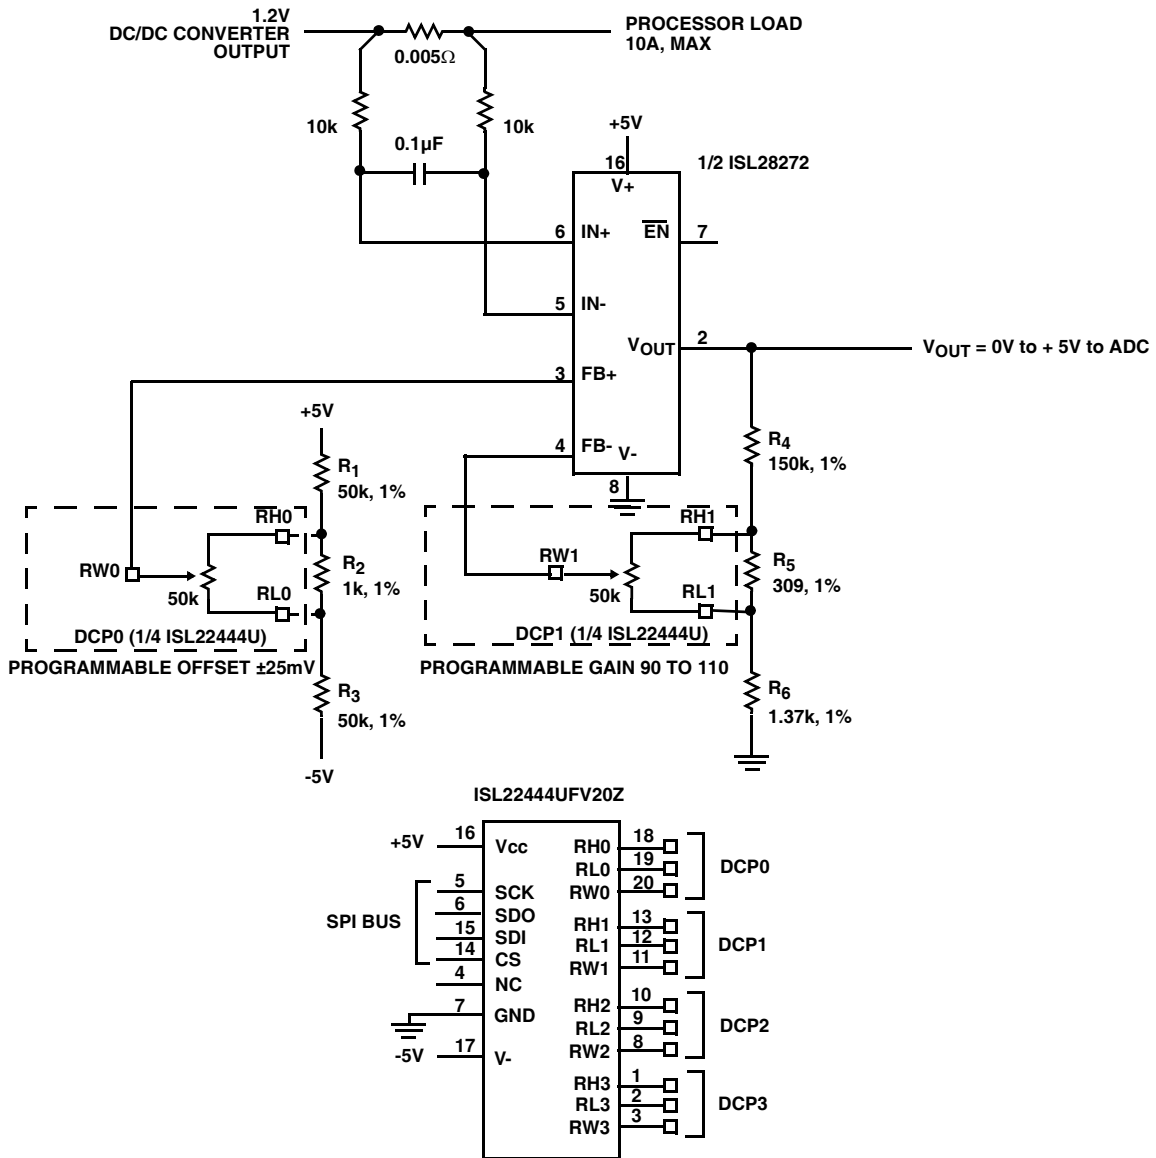 1.2V
DC/DC CONVERTER
OUTPUT
PROCESSOR LOAD
10A, MAX
0.005Ω
10k
10k
0.1µF
+5V
16
1/2 ISL28272
V+
6
IN+
EN
7
5
IN-
2
VOUT
VOUT = 0V to + 5V to ADC
3
FB+
+5V
4
FB-
V-
R4
150k, 1%
R1
50k, 1%
8
RH0
RH1
RW0
R2
1k, 1%
RW1
R5
309, 1%
50k
RL0
50k
RL1
DCP0 (1/4 ISL22444U)
DCP1 (1/4 ISL22444U)
PROGRAMMABLE OFFSET ±25mV
PROGRAMMABLE GAIN 90 TO 110
R3
50k, 1%
R6
1.37k, 1%
-5V
ISL22444UFV20Z
+5V
16
Vcc
RH0
18
RL0
19
RW0
20
DCP0
SPI BUS
5
SCK
6
SDO
15
SDI
14
CS
RH1
13
RL1
12
RW1
11
DCP1
4
NC
7
GND
RH2
10
RL2
9
RW2
8
DCP2
-5V
17
V-
RH3
1
RL3
2
RW3
3
DCP3